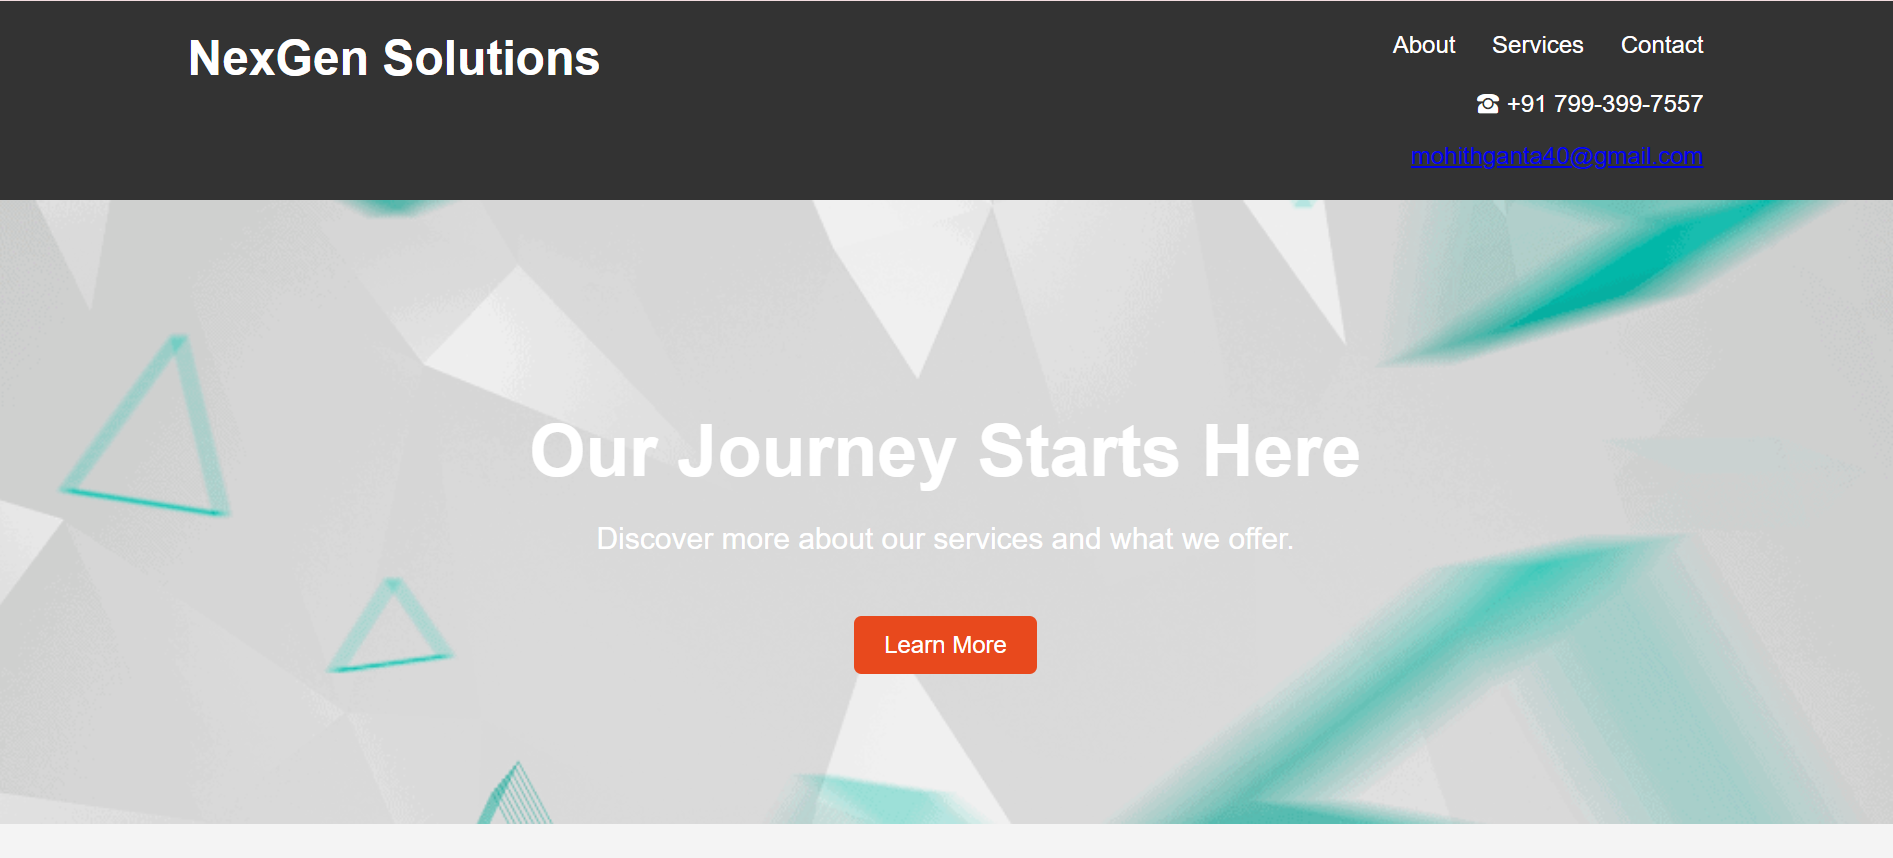 NexGen Solutions
About Services Contact
☎ +91 799-399-7557
mohithganta40@gmail.com
Our Journey Starts Here
Discover more about our services and what we offer.
Learn More